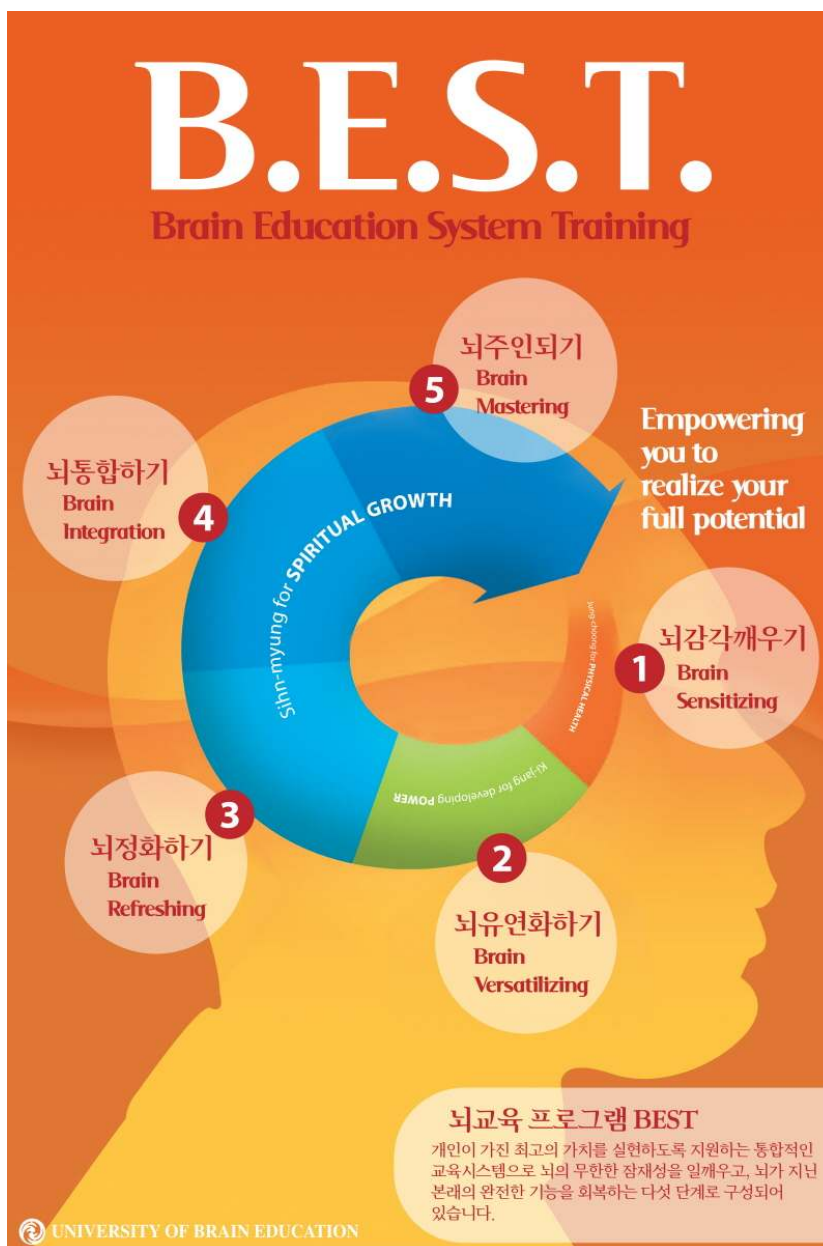 B.E.S.T.
Brain Education System Training
5
뇌주인되기
Brain
Mastering
Empowering
you to
realize your
full potential
뇌통합하기
Brain
Integration
4
Sihn-myung for SPIRITUAL GROWTH
Jung-choong for PHYSICAL HEALTH
1
뇌감각깨우기
Brain
Sensitizing
Ki-jang for developing POWER
3
뇌정화하기
Brain
Refreshing
2
뇌유연화하기
Brain
Versatilizing
뇌교육 프로그램 BEST
개인이 가진 최고의 가치를 실현하도록 지원하는 통합적인
교육시스템으로 뇌의 무한한 잠재성을 일깨우고, 뇌가 지닌
본래의 완전한 기능을 회복하는 다섯 단계로 구성되어
있습니다.
UNIVERSITY OF BRAIN EDUCATION